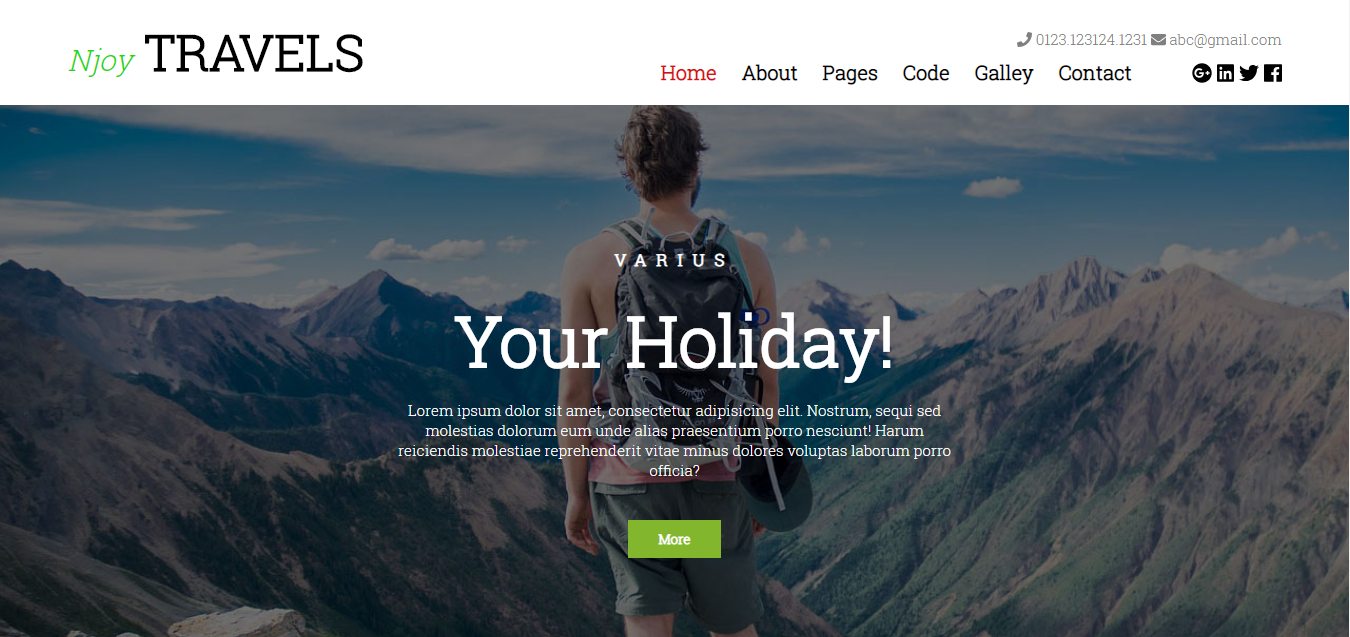 Njoy TRAVELS
0123.123124.1231 abc@gmail.com
Home About Pages Code Galley Contact
VARIUS
Your Holiday!
Lorem ipsum dolor sit amet, consectetur adipisicing elit. Nostrum, sequi sed
molestias dolorum eum unde alias praesentium porro nesciunt! Harum
reiciendis molestiae reprehenderit vitae minus dolores voluptas laborum porro
officia?
More